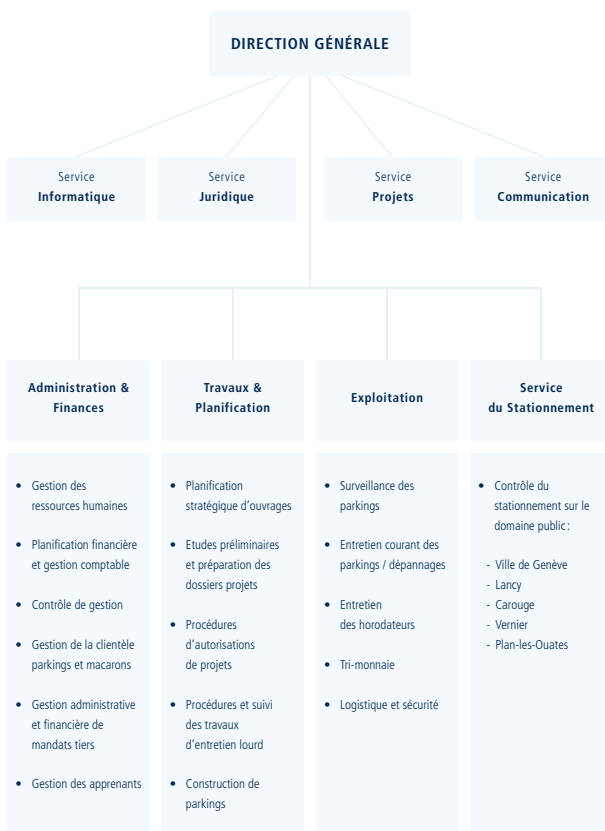 DIRECTION GÉNÉRALE
Service
Informatique
Service
Juridique
Service
Projets
Service
Communication
Administration &
Finances
Travaux &
Planification
Exploitation
Service
du Stationnement
• Gestion des
ressources humaines
• Planification financière
et gestion comptable
• Contrôle de gestion
• Gestion de la clientèle
parkings et macarons
• Gestion administrative
et financière de
mandats tiers
• Gestion des apprenants
• Planification
stratégique d'ouvrages
• Etudes préliminaires
et préparation des
dossiers projets
• Procédures
d'autorisations
de projets
• Procédures et suivi
des travaux
d'entretien lourd
• Construction de
parkings
• Surveillance des
parkings
• Entretien courant des
parkings / dépannages
• Entretien
des horodateurs
• Tri-monnaie
• Logistique et sécurité
• Contrôle du
stationnement sur le
domaine public :
- Ville de Genève
- Lancy
- Carouge
- Vernier
- Plan-les-Ouates